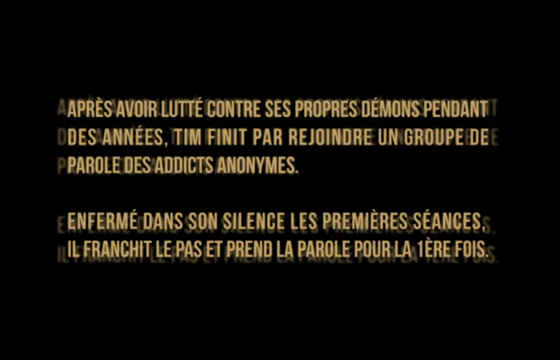 APRÈS AVOIR LUTTÉ CONTRE SES PROPRES DÉMONS PENDANT
DES ANNÉES, TIM FINIT PAR REJOINDRE UN GROUPE DE
PAROLE DES ADDICTS ANONYMES.
ENFERMÉ DANS SON SILENCE LES PREMIÈRES SÉANCES,
IL FRANCHIT LE PAS ET PREND LA PAROLE POUR LA 1ÈRE FOIS.